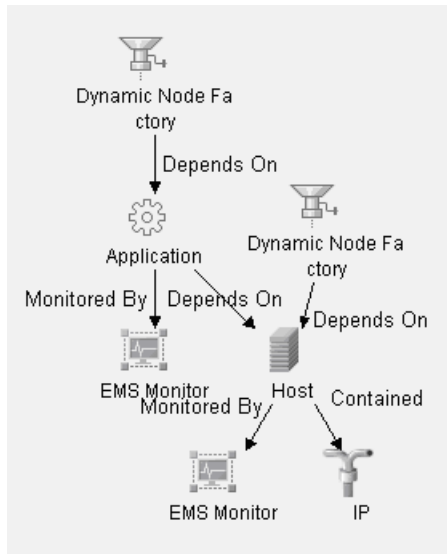 Dynamic Node Fa
ctory
Depends On
Application
Dynamic Node Fa
ctory
Monitored By
Depends On
Depends On
EMS Monitor
Host
Monitored By
Contained
EMS Monitor
IP